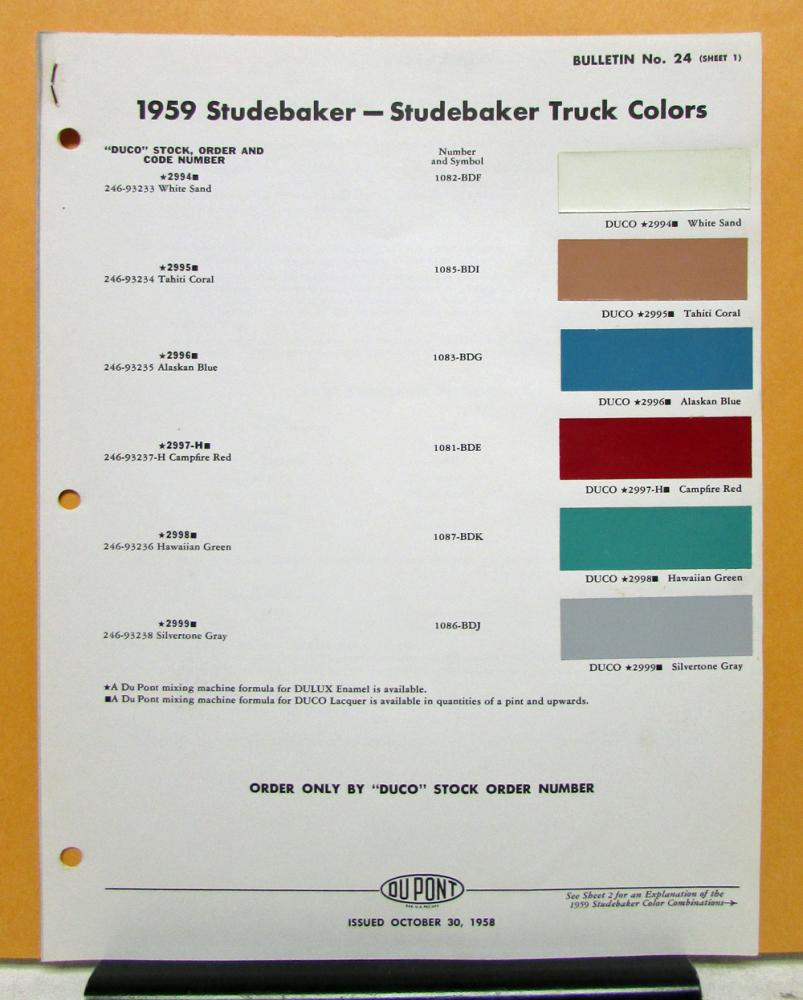 BULLETIN No. 24 (SHEET 1)
1959 Studebaker — Studebaker Truck Colors
"DUCO" STOCK, ORDER AND
CODE NUMBER
Number
and Symbol
★2994■
246-93233 White Sand
1082-BDF
DUCO ★2994■ White Sand
★2995■
246-93234 Tahiti Coral
1085-BDI
DUCO ★2995■ Tahiti Coral
★2996■
246-93235 Alaskan Blue
1083-BDG
DUCO ★2996■ Alaskan Blue
★2997-H■
246-93237-H Campfire Red
1081-BDE
DUCO ★2997-H■ Campfire Red
★2998■
246-93236 Hawaiian Green
1087-BDK
DUCO ★2998■ Hawaiian Green
★2999■
246-93238 Silvertone Gray
1086-BDJ
DUCO ★2999■ Silvertone Gray
★A Du Pont mixing machine formula for DULUX Enamel is available.
■A Du Pont mixing machine formula for DUCO Lacquer is available in quantities of a pint and upwards.
ORDER ONLY BY "DUCO" STOCK ORDER NUMBER
DU PONT
REG. U.S. PAT. OFF.
See Sheet 2 for an Explanation of the
1959 Studebaker Color Combinations→
ISSUED OCTOBER 30, 1958